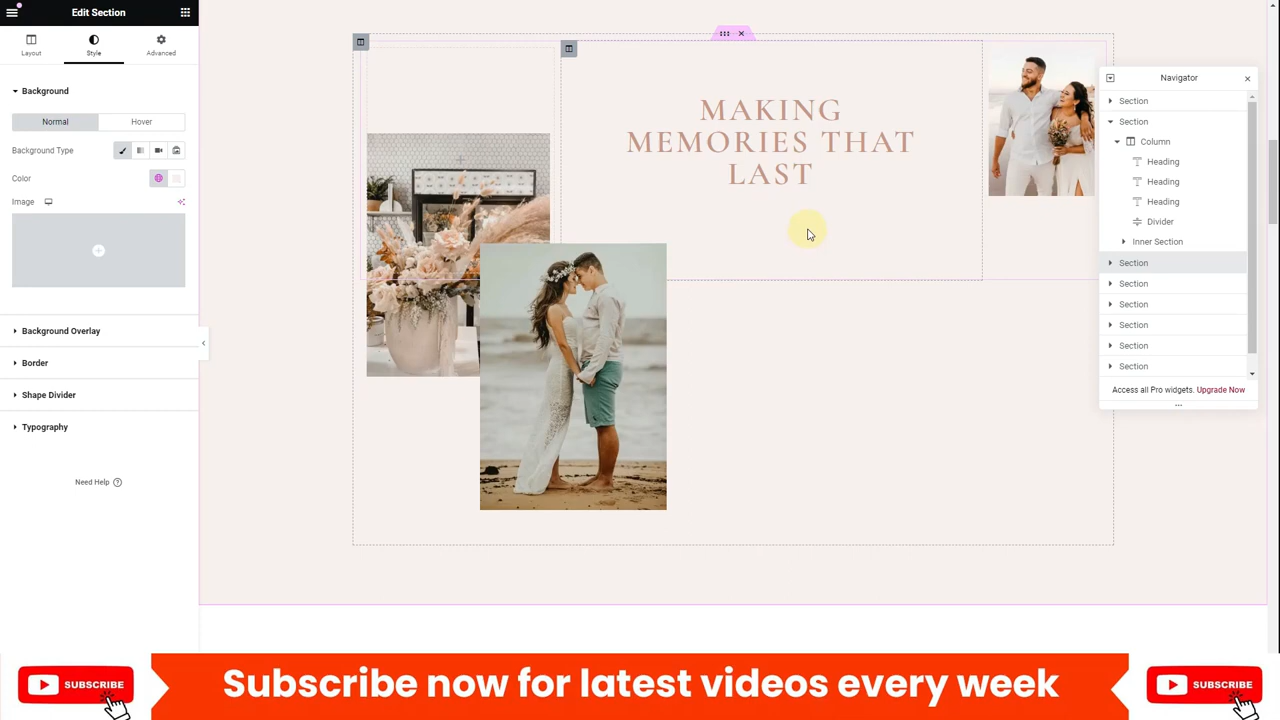 Edit Section
Layout
Style
Advanced
Background
Normal
Hover
Background Type
Color
Image
Background Overlay
Border
Shape Divider
Typography
Need Help
MAKING
MEMORIES THAT
LAST
Navigator
Section
Section
Column
Heading
Heading
Heading
Divider
Inner Section
Section
Section
Section
Section
Section
Section
Access all Pro widgets. Upgrade Now
SUBSCRIBE
Subscribe now for latest videos every week
SUBSCRIBE